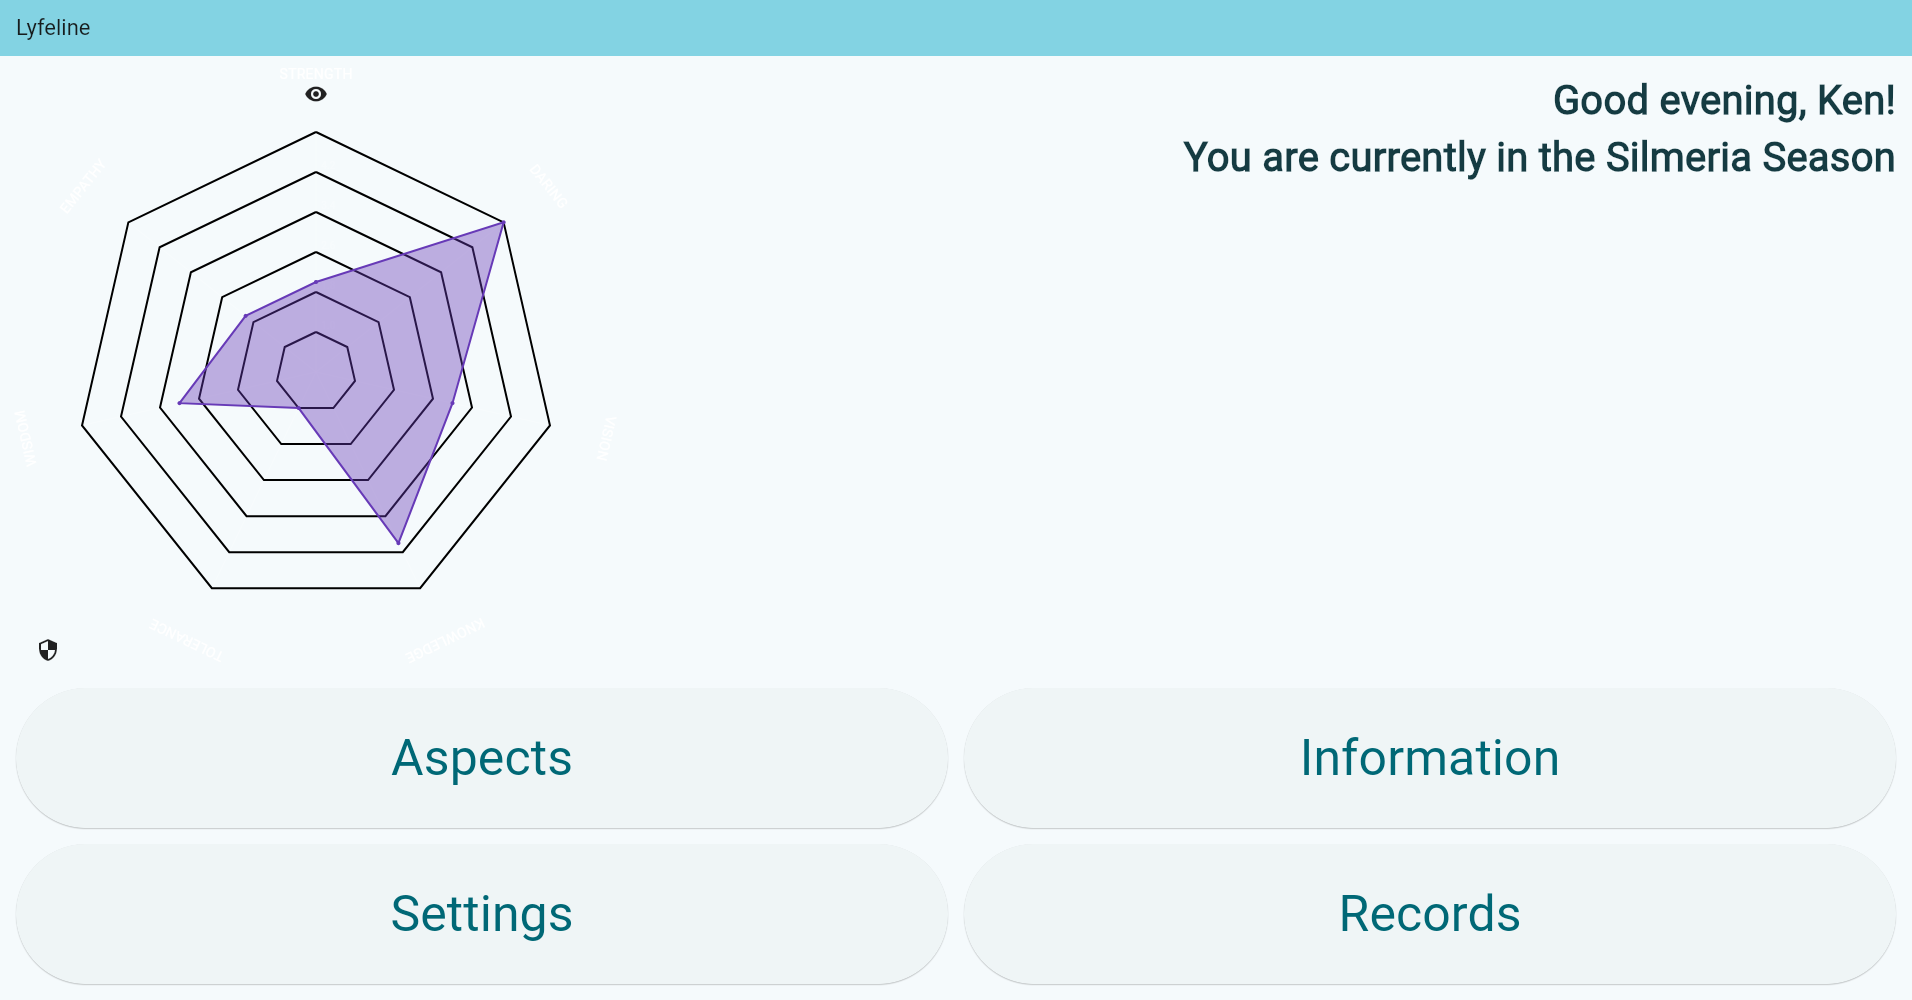 Lyfeline
STRENGTH
Good evening, Ken!
DARING
EMPATHY
You are currently in the Silmeria Season
VISION
WISDOM
KNOWLEDGE
TOLERANCE
Aspects
Information
Settings
Records